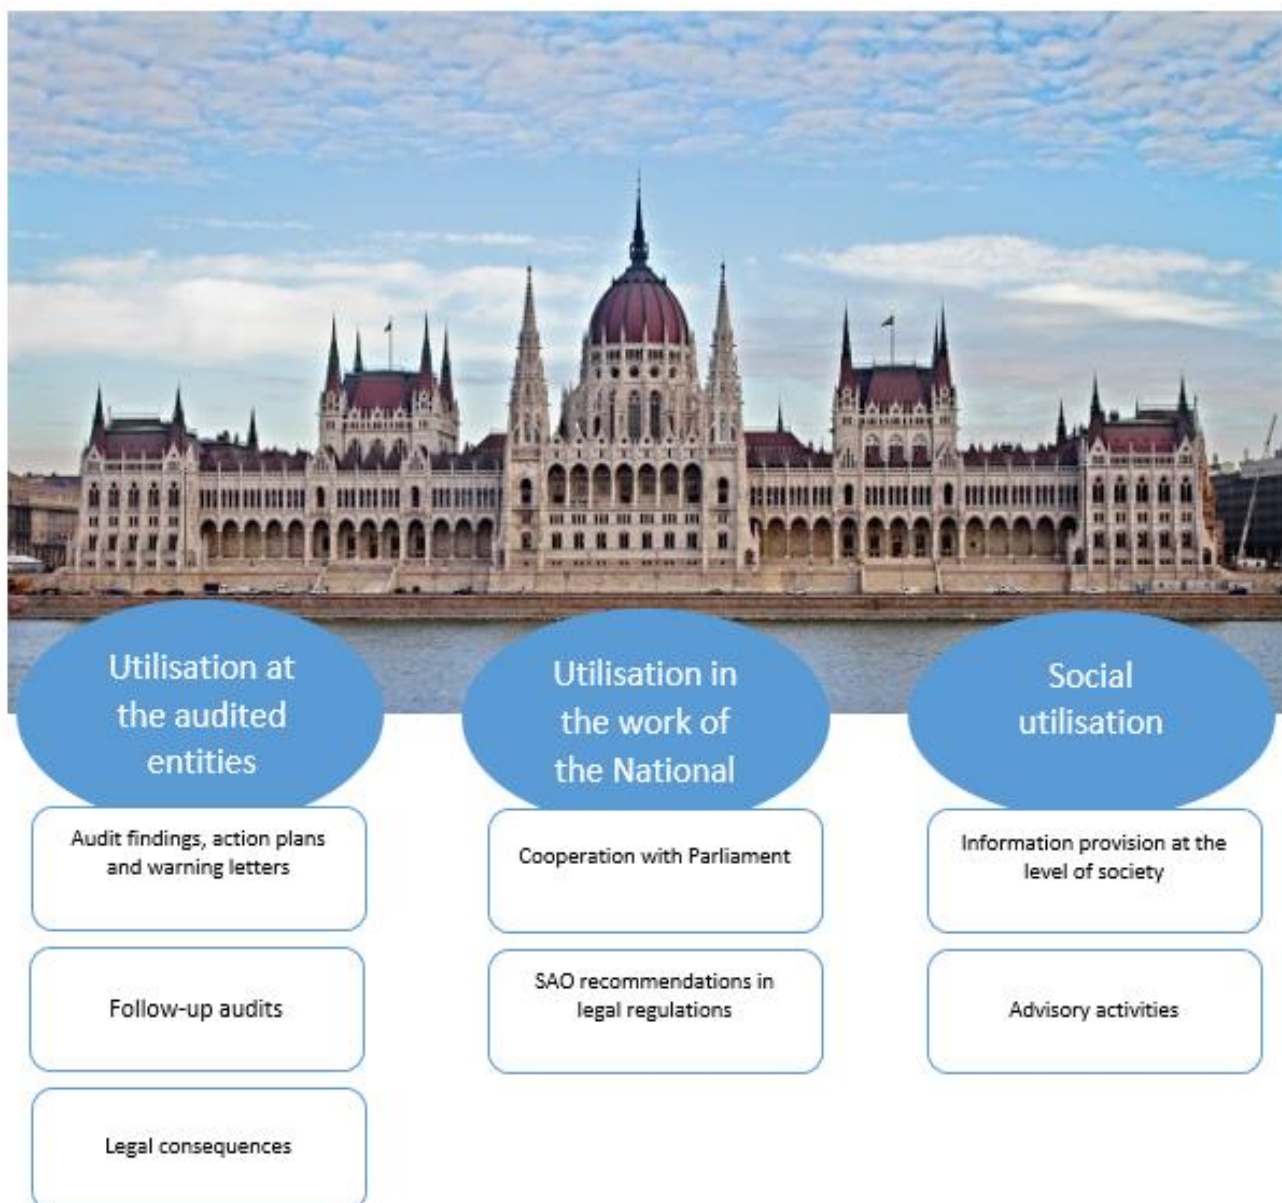 Utilisation at
the audited
entities
Audit findings, action plans
and warning letters
Follow-up audits
Legal consequences
Utilisation in
the work of
the National
Cooperation with Parliament
SAO recommendations in
legal regulations
Social
utilisation
Information provision at the
level of society
Advisory activities